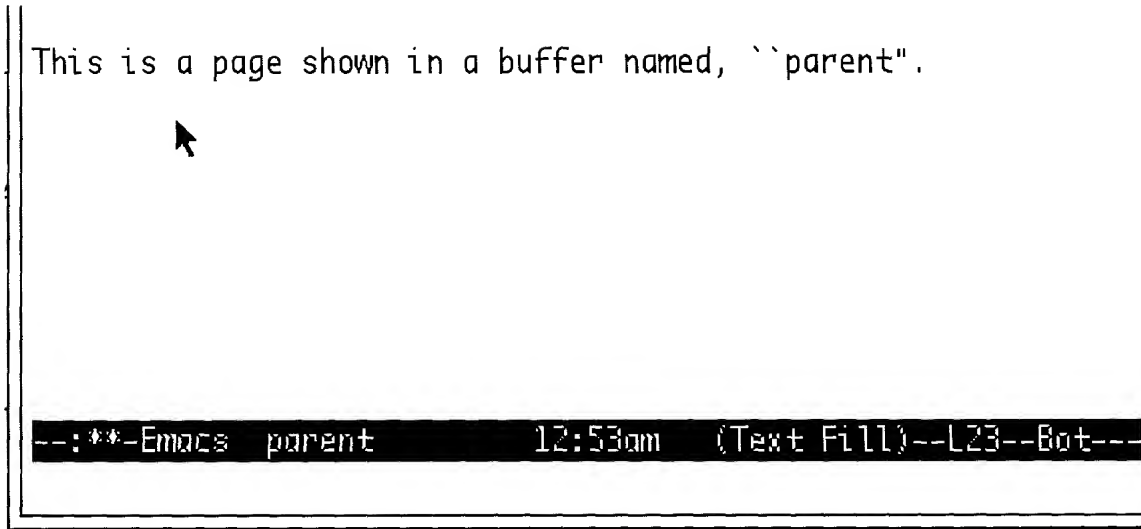 This is a page shown in a buffer named, ``parent".
--:**-Emacs  parent          12:53am   (Text Fill)--L23--Bot---